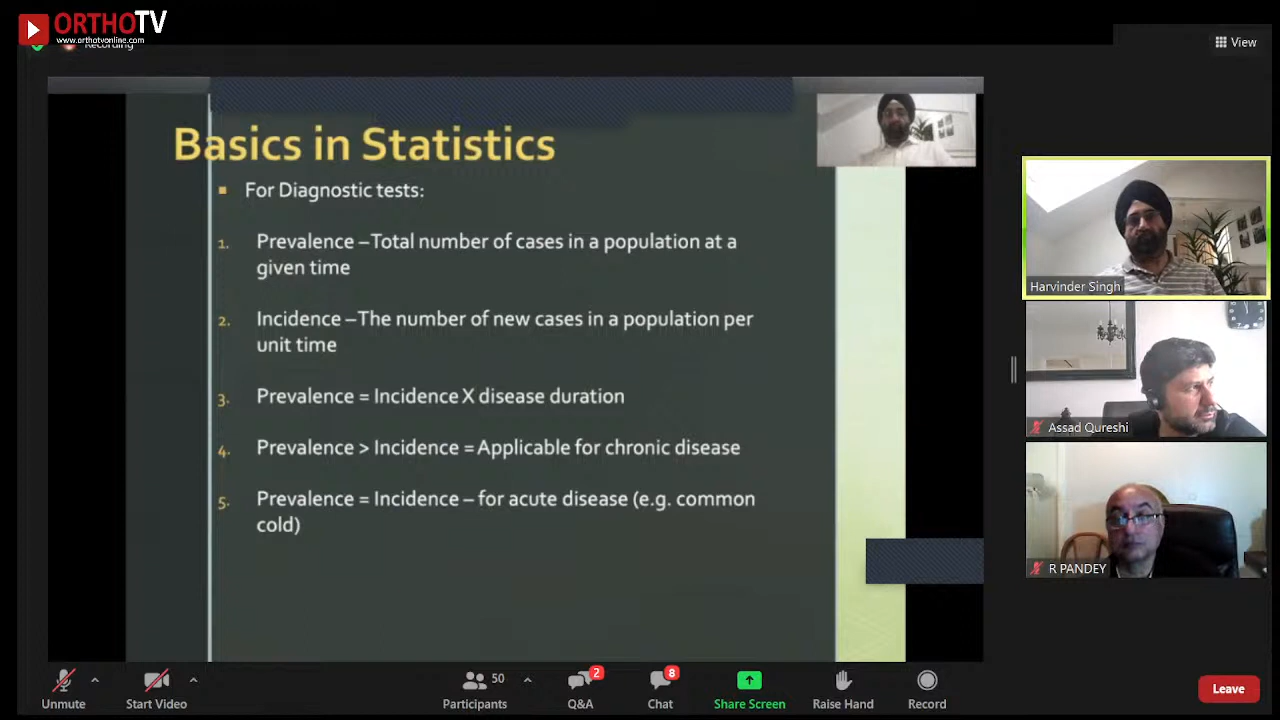 ORTHOTV
www.orthotvonline.com
Recording
View
Basics in Statistics
For Diagnostic tests:
1. Prevalence –Total number of cases in a population at a
given time
2. Incidence –The number of new cases in a population per
unit time
3. Prevalence = Incidence X disease duration
4. Prevalence > Incidence = Applicable for chronic disease
5. Prevalence = Incidence – for acute disease (e.g. common
cold)
Harvinder Singh
Assad Qureshi
R PANDEY
Unmute
Start Video
50
Participants
2
Q&A
8
Chat
Share Screen
Raise Hand
Record
Leave